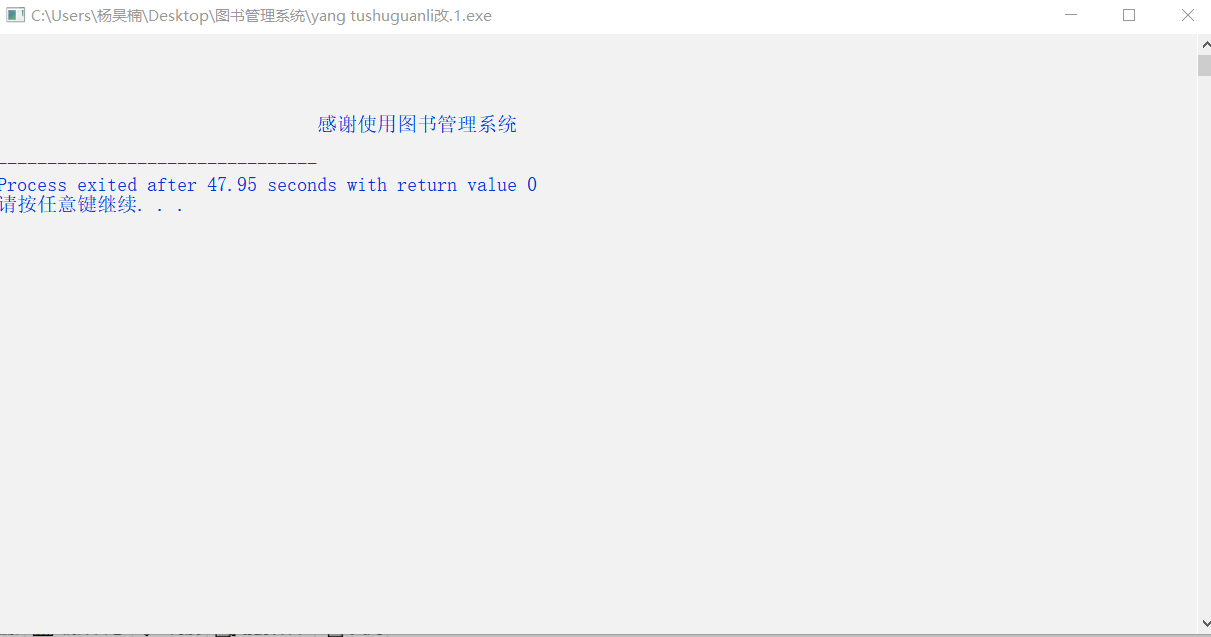 C:\Users\杨昊楠\Desktop\图书管理系统\yang tushuguanli改.1.exe
感谢使用图书管理系统
--------------------------------
Process exited after 47.95 seconds with return value 0
请按任意键继续. . .